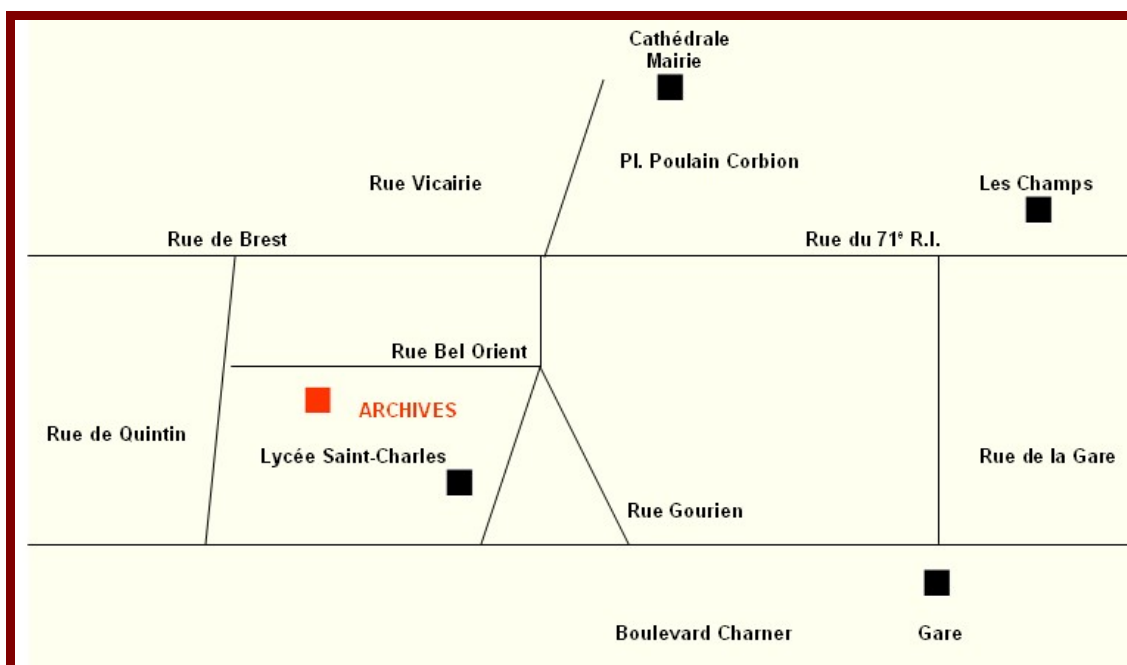 Cathédrale
Mairie
Pl. Poulain Corbion
Rue Vicairie
Les Champs
Rue de Brest
Rue du 71e R.I.
Rue Bel Orient
ARCHIVES
Rue de Quintin
Lycée Saint-Charles
Rue de la Gare
Rue Gourien
Boulevard Charner
Gare